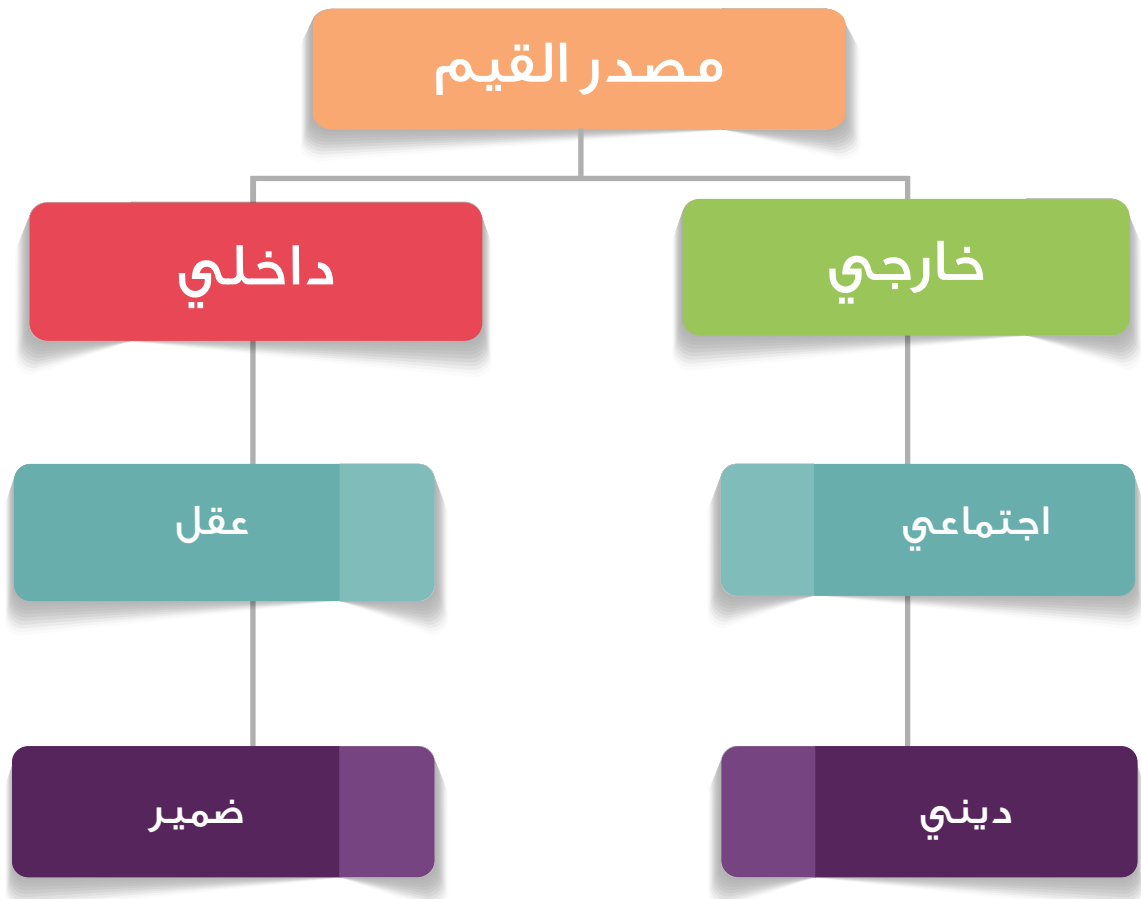 مصدر القيم
خارجي
داخلي
اجتماعي
عقل
ديني
ضمير